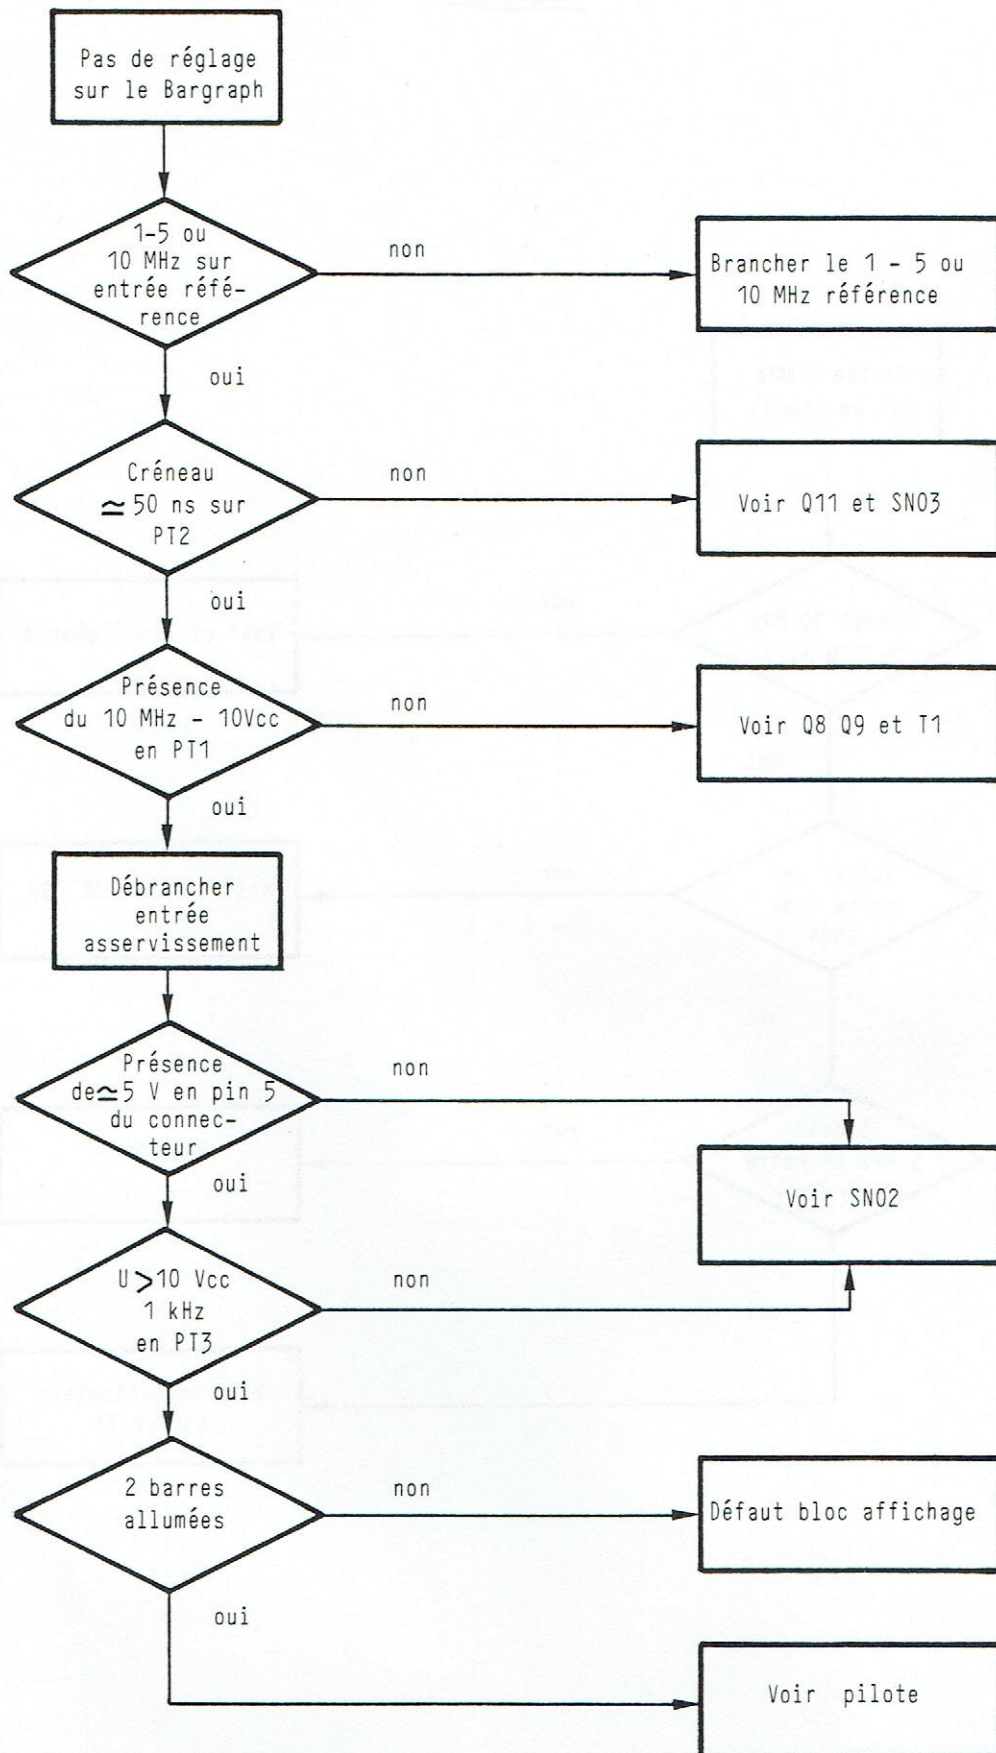 Pas de réglage
sur le Bargraph
1-5 ou
10 MHz sur
entrée réfé-
rence
non
Brancher le 1 - 5 ou
10 MHz référence
oui
Créneau
≃ 50 ns sur
PT2
non
Voir Q11 et SN03
oui
Présence
du 10 MHz - 10Vcc
en PT1
non
Voir Q8 Q9 et T1
oui
Débrancher
entrée
asservissement
Présence
de ≃ 5 V en pin 5
du connec-
teur
non
Voir SN02
oui
U > 10 Vcc
1 kHz
en PT3
non
oui
2 barres
allumées
non
Défaut bloc affichage
oui
Voir pilote